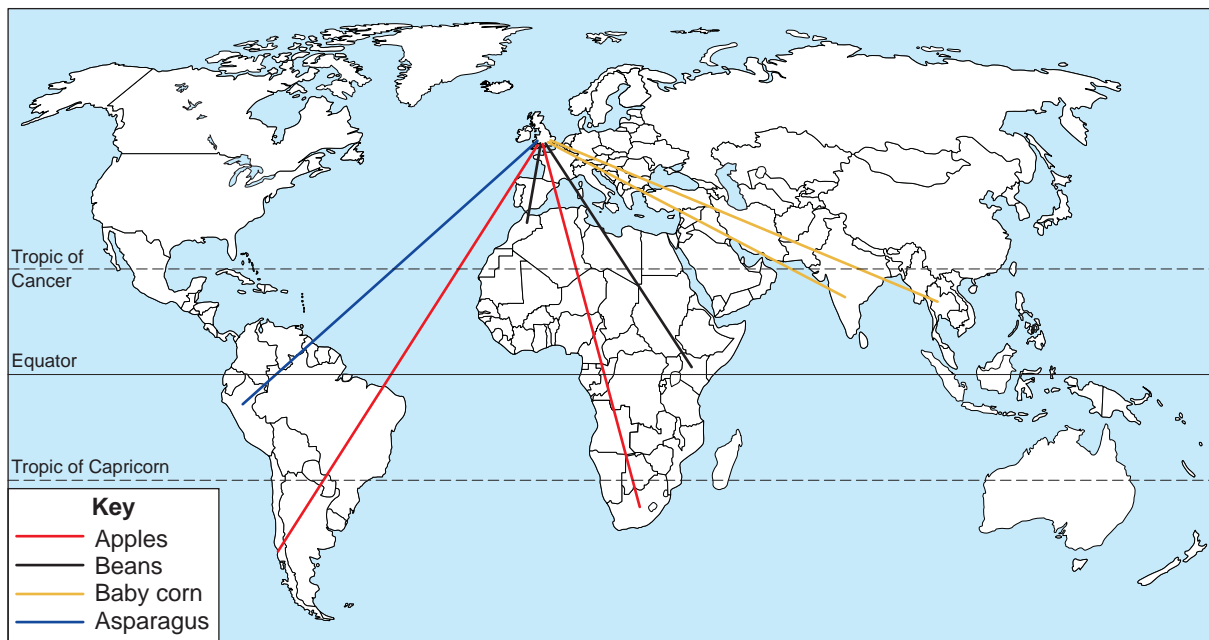 Tropic of
Cancer
Equator
Tropic of Capricorn
Key
Apples
Beans
Baby corn
Asparagus